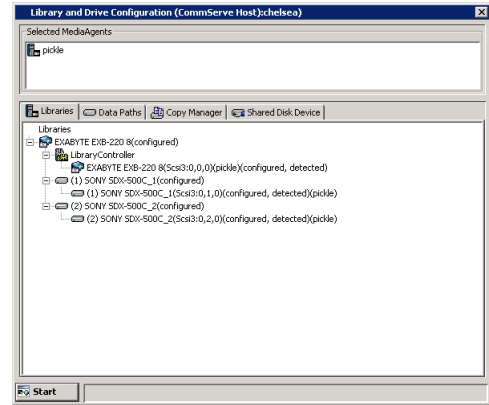 Library and Drive Configuration (CommServe Host):chelsea)
Selected MediaAgents
pickle
Libraries Data Paths Copy Manager Shared Disk Device
Libraries
EXABYTE EXB-220 8(configured)
LibraryController
EXABYTE EXB-220 8(Scsi3:0,0,0)(pickle)(configured, detected)
(1) SONY SDX-500C_1(configured)
(1) SONY SDX-500C_1(Scsi3:0,1,0)(configured, detected)(pickle)
(2) SONY SDX-500C_2(configured)
(2) SONY SDX-500C_2(Scsi3:0,2,0)(configured, detected)(pickle)
Start